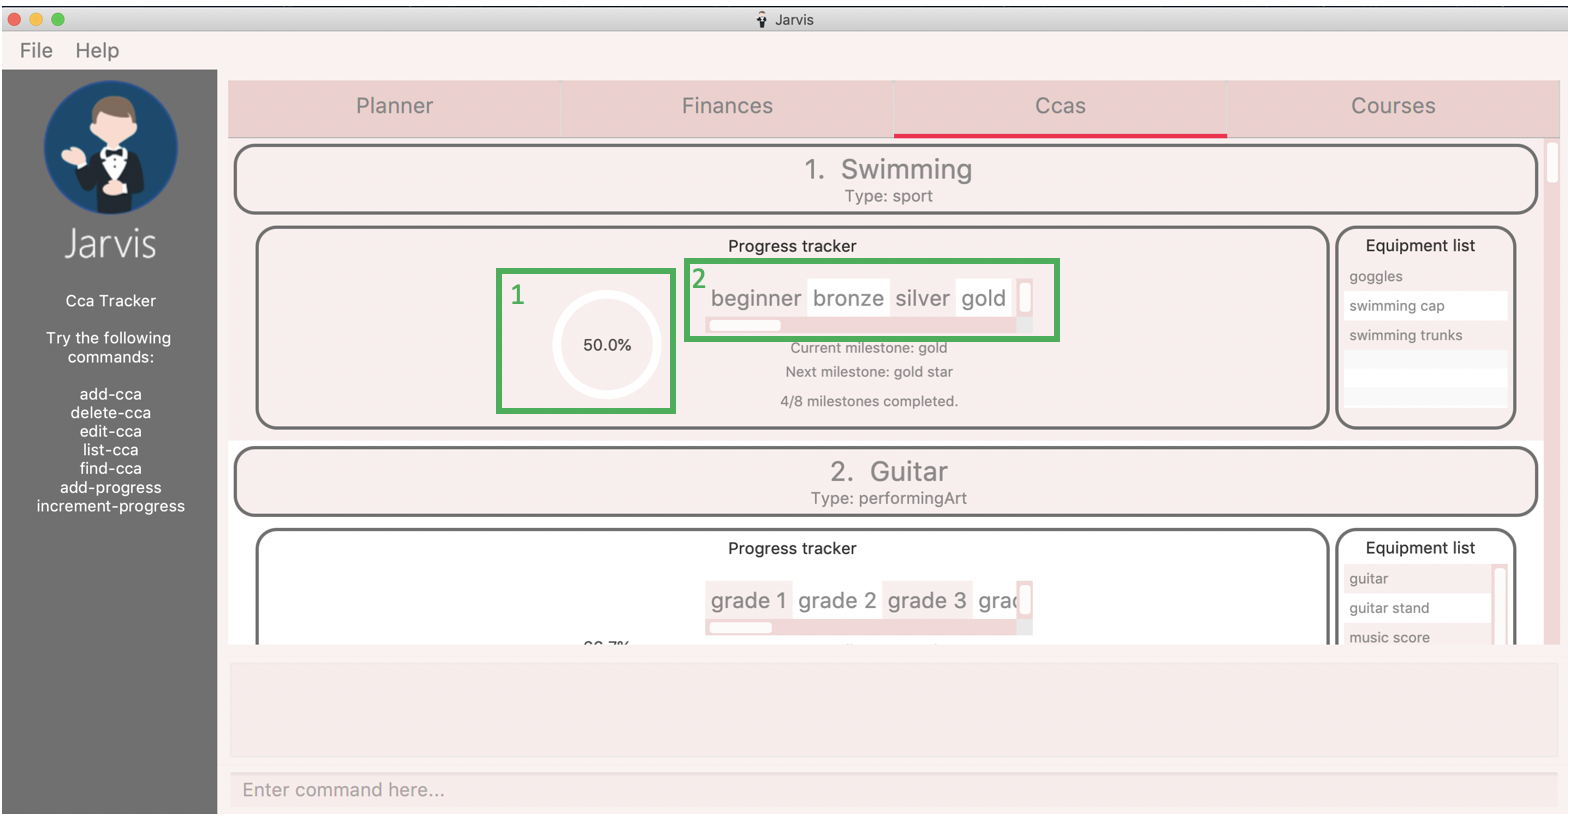 Jarvis
File Help
Planner Finances Ccas Courses
Jarvis
Cca Tracker
Try the following
commands:
add-cca
delete-cca
edit-cca
list-cca
find-cca
add-progress
increment-progress
1. Swimming
Type: sport
Progress tracker
1
50.0%
2
beginner bronze silver gold
Current milestone: gold
Next milestone: gold star
4/8 milestones completed.
Equipment list
goggles
swimming cap
swimming trunks
2. Guitar
Type: performingArt
Progress tracker
grade 1 grade 2 grade 3
Equipment list
guitar
guitar stand
music score
Enter command here...